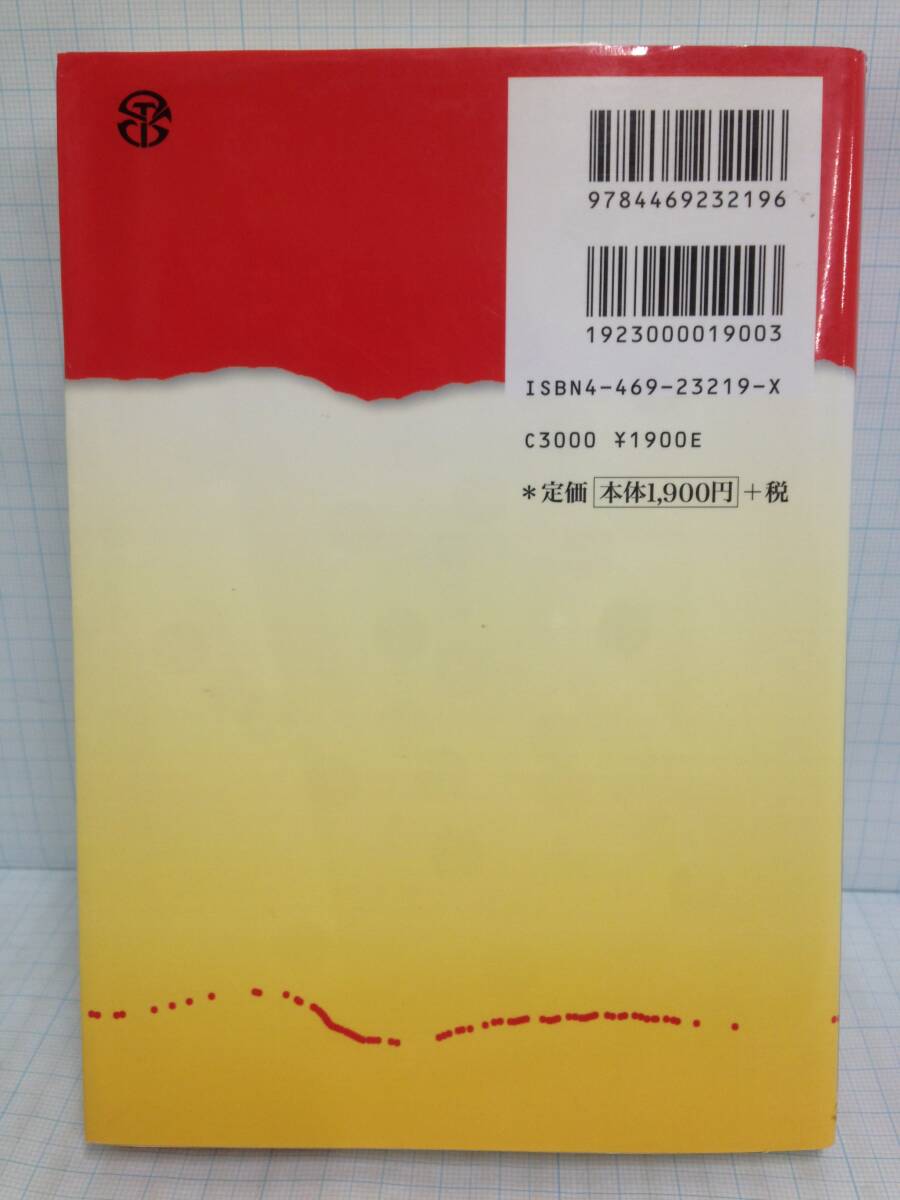 9784469232196
1923000019003
ISBN4-469-23219-X
C3000 ¥1900E
*定価 本体1,900円 +税